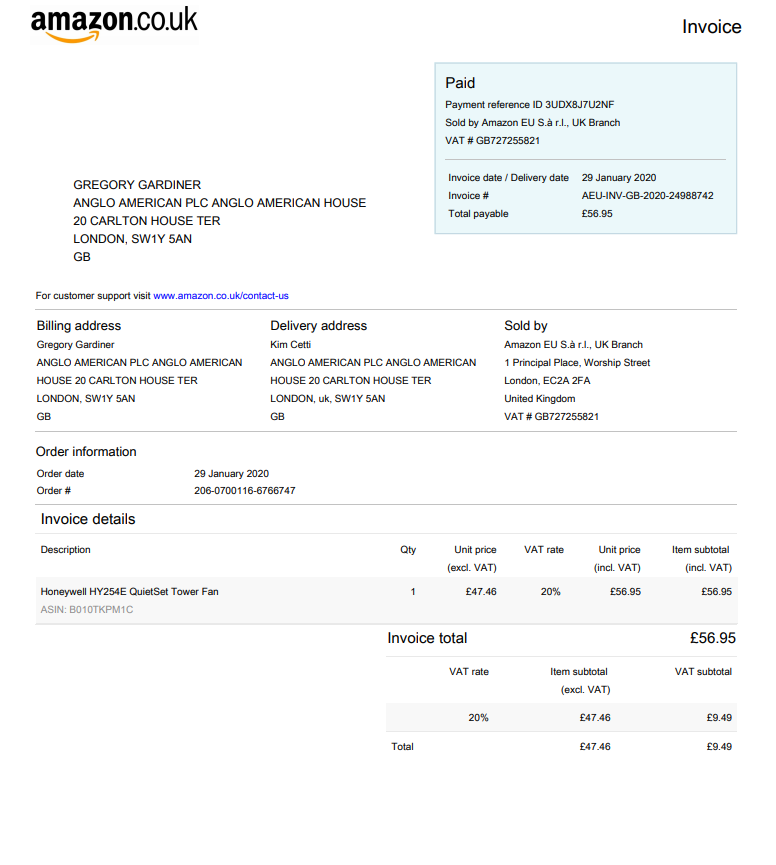 amazon.co.uk
Invoice
Paid
Payment reference ID 3UDX8J7U2NF
Sold by Amazon EU S.à r.l., UK Branch
VAT # GB727255821
Invoice date / Delivery date 29 January 2020
Invoice # AEU-INV-GB-2020-24988742
Total payable £56.95
GREGORY GARDINER
ANGLO AMERICAN PLC ANGLO AMERICAN HOUSE
20 CARLTON HOUSE TER
LONDON, SW1Y 5AN
GB
For customer support visit www.amazon.co.uk/contact-us
Billing address
Gregory Gardiner
ANGLO AMERICAN PLC ANGLO AMERICAN
HOUSE 20 CARLTON HOUSE TER
LONDON, SW1Y 5AN
GB
Delivery address
Kim Cetti
ANGLO AMERICAN PLC ANGLO AMERICAN
HOUSE 20 CARLTON HOUSE TER
LONDON, uk, SW1Y 5AN
GB
Sold by
Amazon EU S.à r.l., UK Branch
1 Principal Place, Worship Street
London, EC2A 2FA
United Kingdom
VAT # GB727255821
Order information
Order date 29 January 2020
Order # 206-0700116-6766747
Invoice details
Description Qty Unit price VAT rate Unit price Item subtotal
(excl. VAT) (incl. VAT) (incl. VAT)
Honeywell HY254E QuietSet Tower Fan 1 £47.46 20% £56.95 £56.95
ASIN: B010TKPM1C
Invoice total £56.95
VAT rate Item subtotal VAT subtotal
(excl. VAT)
20% £47.46 £9.49
Total £47.46 £9.49